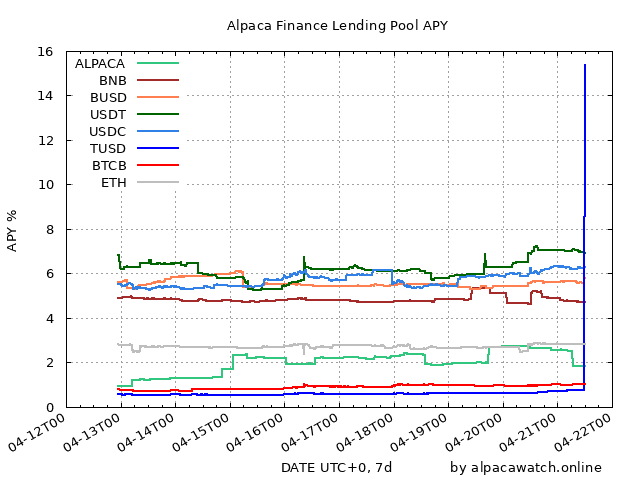 Alpaca Finance Lending Pool APY
16
14
12
10
8
6
4
2
0
APY %
ALPACA
BNB
BUSD
USDT
USDC
TUSD
BTCB
ETH
04-12T00
04-13T00
04-14T00
04-15T00
04-16T00
04-17T00
04-18T00
04-19T00
04-20T00
04-21T00
04-22T00
DATE UTC+0, 7d
by alpacawatch.online